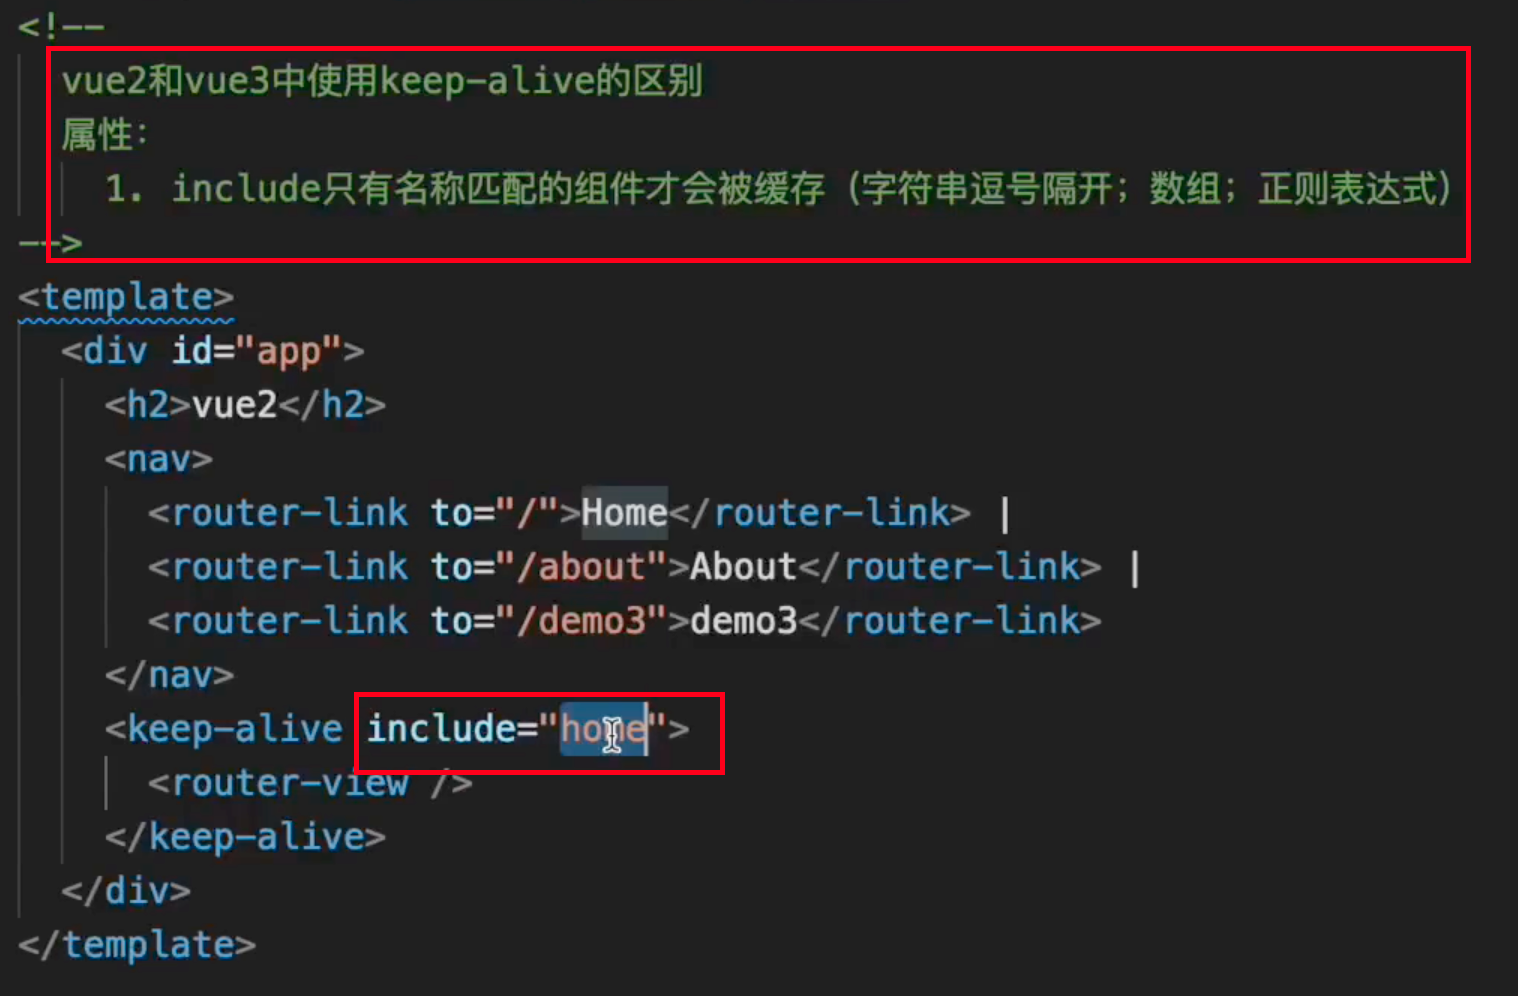 <!--
vue2和vue3中使用keep-alive的区别
属性：
1. include只有名称匹配的组件才会被缓存（字符串逗号隔开；数组；正则表达式）
-->
<template>
<div id="app">
<h2>vue2</h2>
<nav>
<router-link to="/">Home</router-link> |
<router-link to="/about">About</router-link> |
<router-link to="/demo3">demo3</router-link>
</nav>
<keep-alive include="home">
<router-view />
</keep-alive>
</div>
</template>